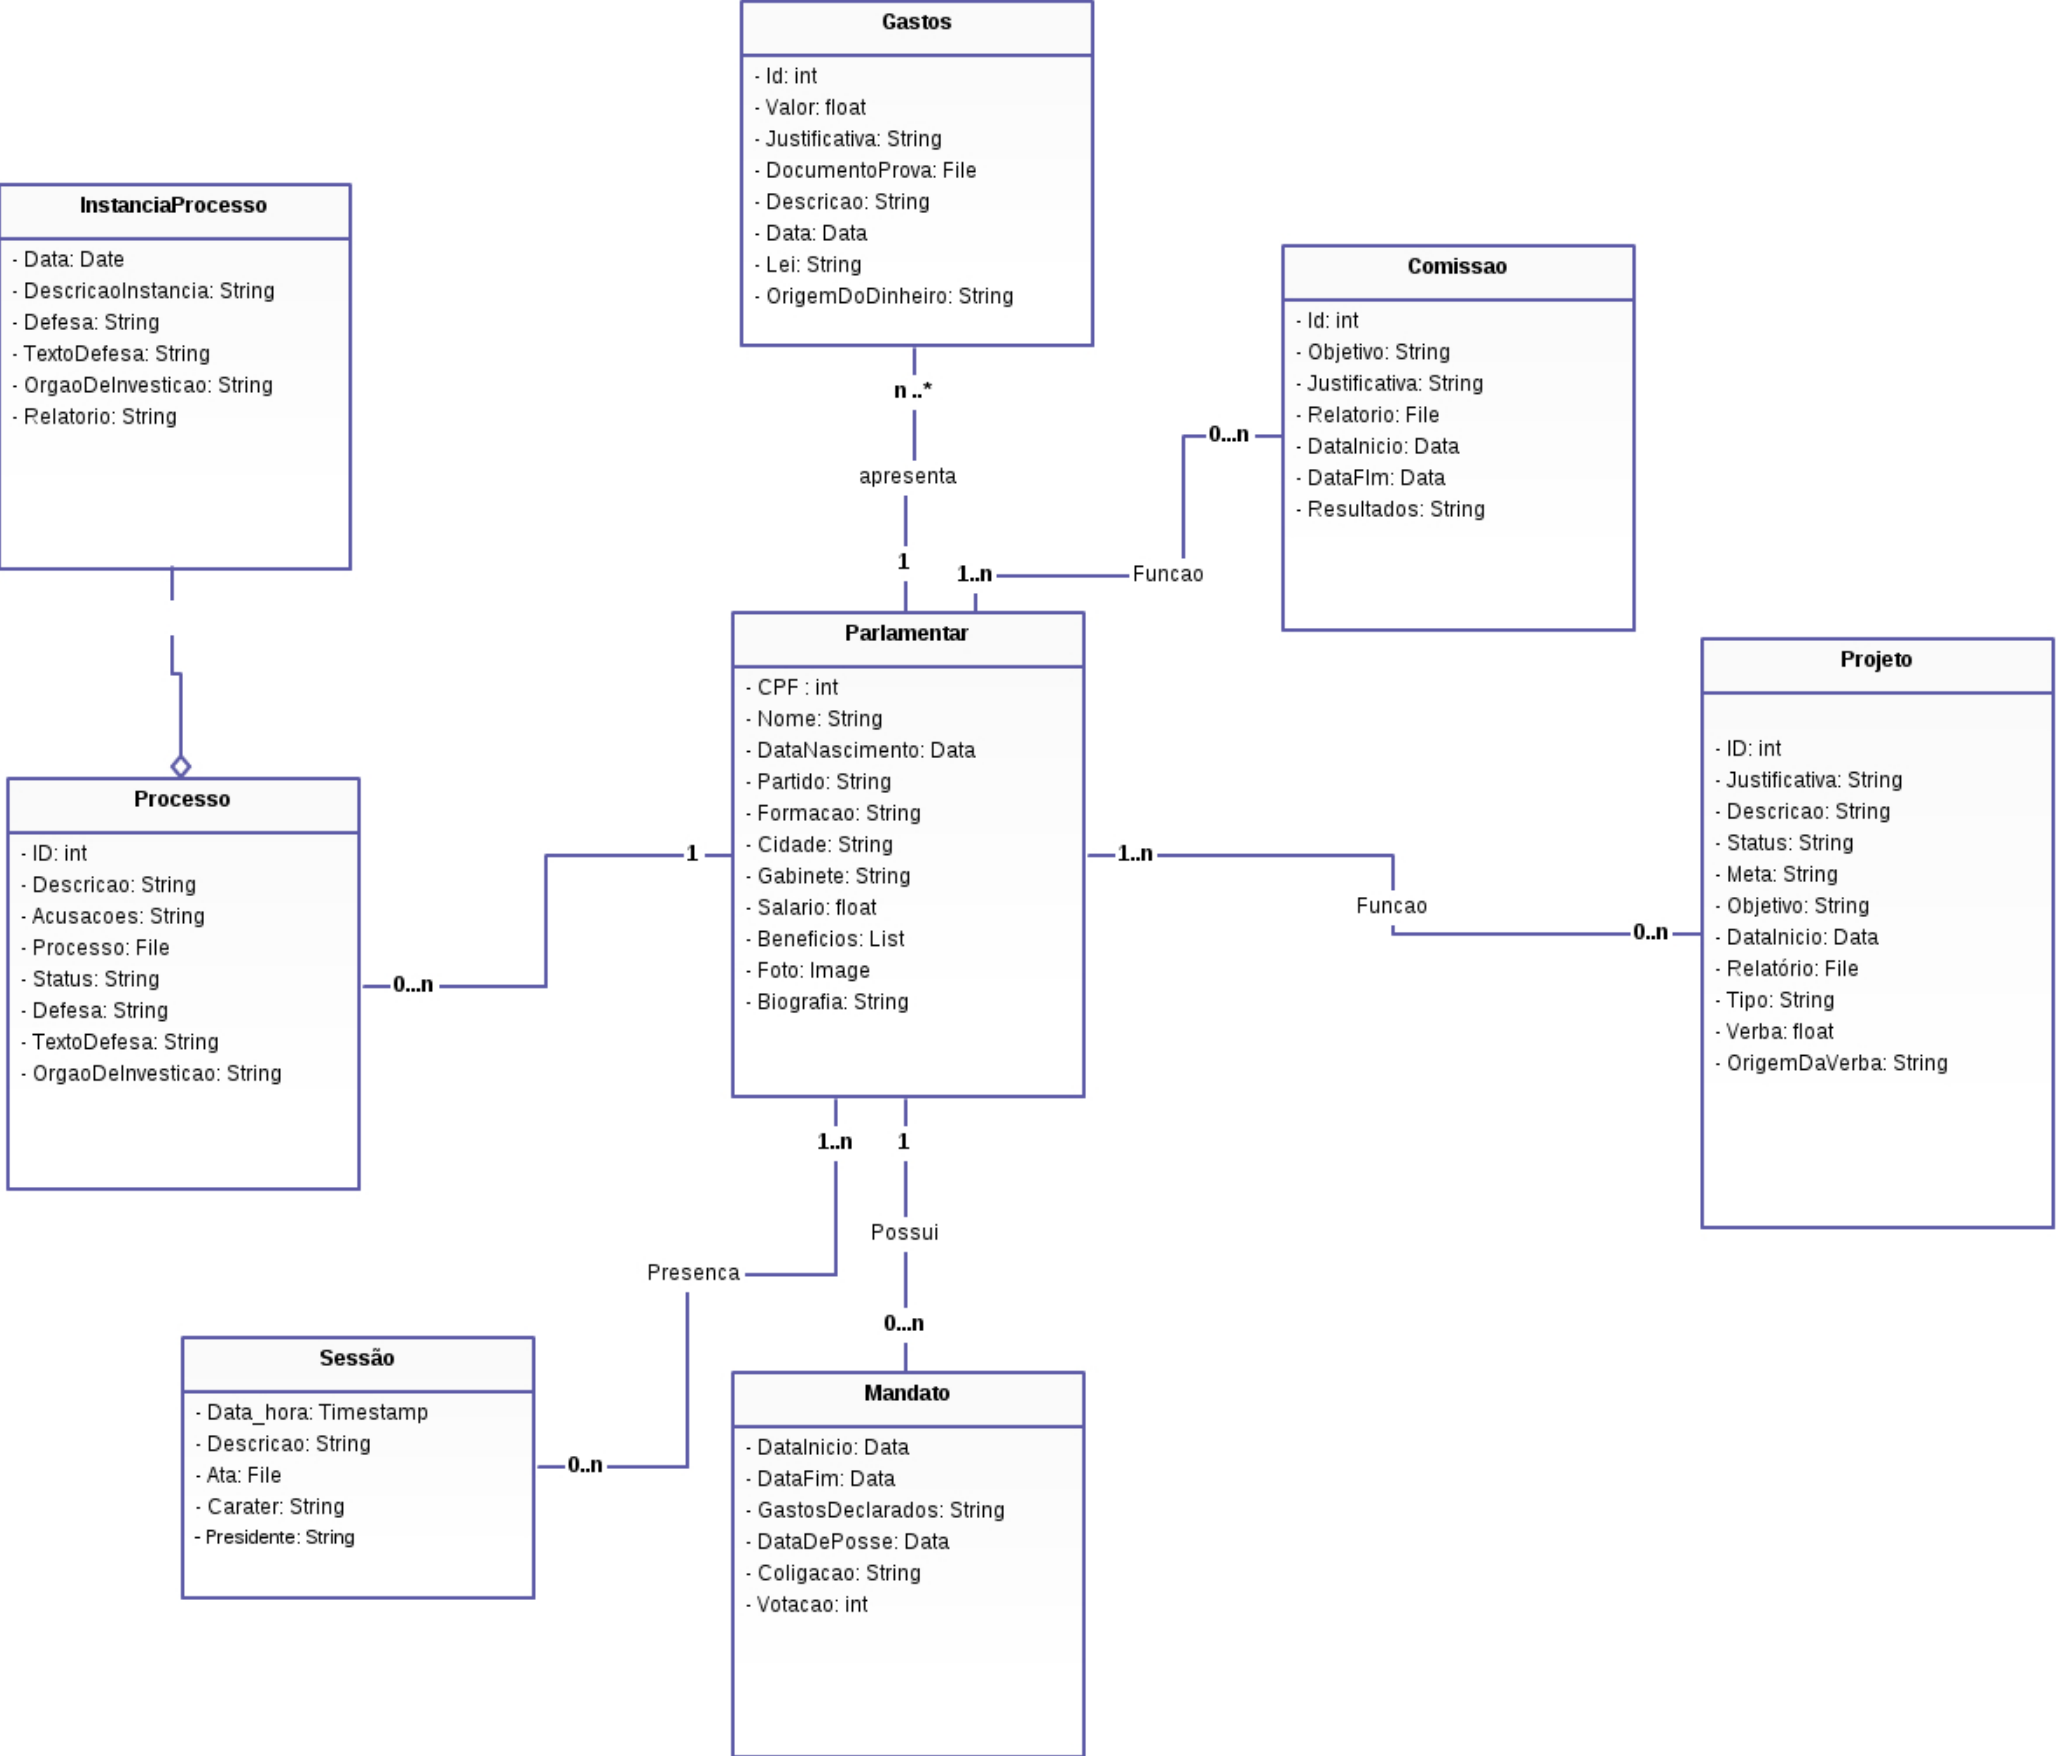 Gastos
- Id: int
- Valor: float
- Justificativa: String
- DocumentoProva: File
- Descricao: String
- Data: Data
- Lei: String
- OrigemDoDinheiro: String
InstanciaProcesso
- Data: Date
- DescricaoInstancia: String
- Defesa: String
- TextoDefesa: String
- OrgaoDeInvesticao: String
- Relatorio: String
Comissao
- Id: int
- Objetivo: String
- Justificativa: String
- Relatorio: File
- DataInicio: Data
- DataFIm: Data
- Resultados: String
n ..*
apresenta
1
0...n
Funcao
1..n
Parlamentar
- CPF : int
- Nome: String
- DataNascimento: Data
- Partido: String
- Formacao: String
- Cidade: String
- Gabinete: String
- Salario: float
- Beneficios: List
- Foto: Image
- Biografia: String
Projeto
- ID: int
- Justificativa: String
- Descricao: String
- Status: String
- Meta: String
- Objetivo: String
- DataInicio: Data
- Relatório: File
- Tipo: String
- Verba: float
- OrigemDaVerba: String
Processo
- ID: int
- Descricao: String
- Acusacoes: String
- Processo: File
- Status: String
- Defesa: String
- TextoDefesa: String
- OrgaoDeInvesticao: String
1
0...n
1..n
Funcao
0..n
1..n
1
Possui
Presenca
0...n
0..n
Sessão
- Data_hora: Timestamp
- Descricao: String
- Ata: File
- Carater: String
- Presidente: String
Mandato
- DataInicio: Data
- DataFim: Data
- GastosDeclarados: String
- DataDePosse: Data
- Coligacao: String
- Votacao: int